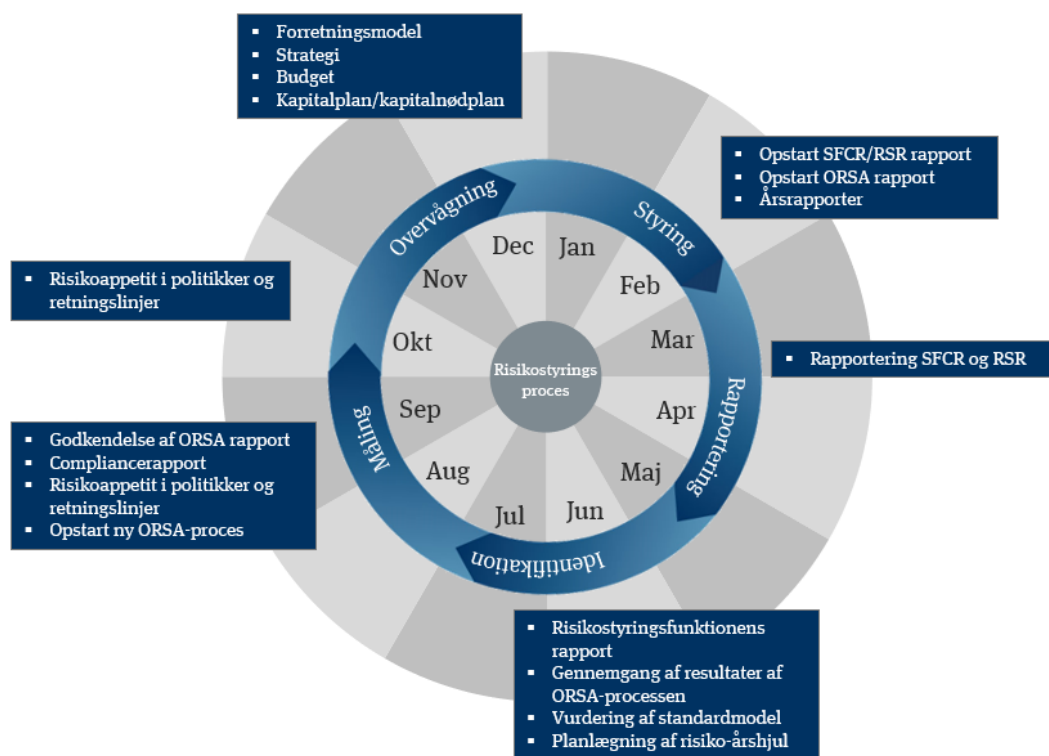 ▪ Forretningsmodel
▪ Strategi
▪ Budget
▪ Kapitalplan/kapitalnødplan
▪ Opstart SFCR/RSR rapport
▪ Opstart ORSA rapport
▪ Årsrapporter
▪ Rapportering SFCR og RSR
▪ Risikostyringsfunktionens
rapport
▪ Gennemgang af resultater af
ORSA-processen
▪ Vurdering af standardmodel
▪ Planlægning af risiko-årshjul
▪ Godkendelse af ORSA rapport
▪ Compliancerapport
▪ Risikoappetit i politikker og
retningslinjer
▪ Opstart ny ORSA-proces
▪ Risikoappetit i politikker og
retningslinjer
Styring
Rapportering
Identifikation
Måling
Overvågning
Jan
Feb
Mar
Apr
Maj
Jun
Jul
Aug
Sep
Okt
Nov
Dec
Risikostyrings
proces